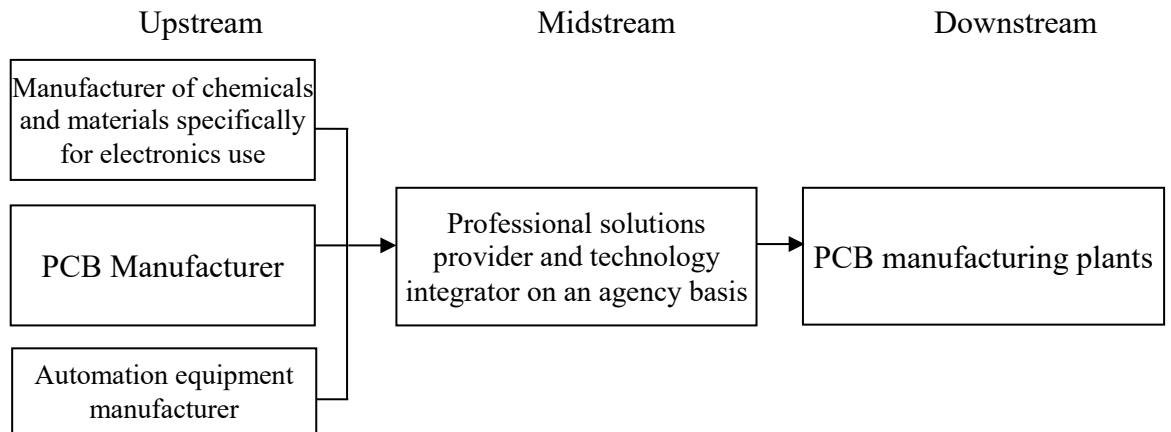 Upstream
Midstream
Downstream
Manufacturer of chemicals
and materials specifically
for electronics use
PCB Manufacturer
Automation equipment
manufacturer
Professional solutions
provider and technology
integrator on an agency basis
PCB manufacturing plants